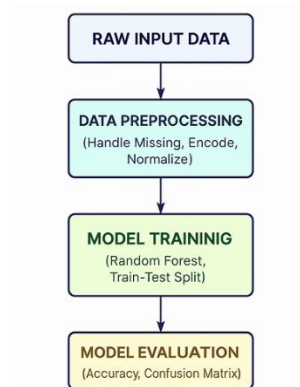 RAW INPUT DATA
DATA PREPROCESSING
(Handle Missing, Encode,
Normalize)
MODEL TRAININIG
(Random Forest,
Train-Test Split)
MODEL EVALUATION
(Accuracy, Confusion Matrix)